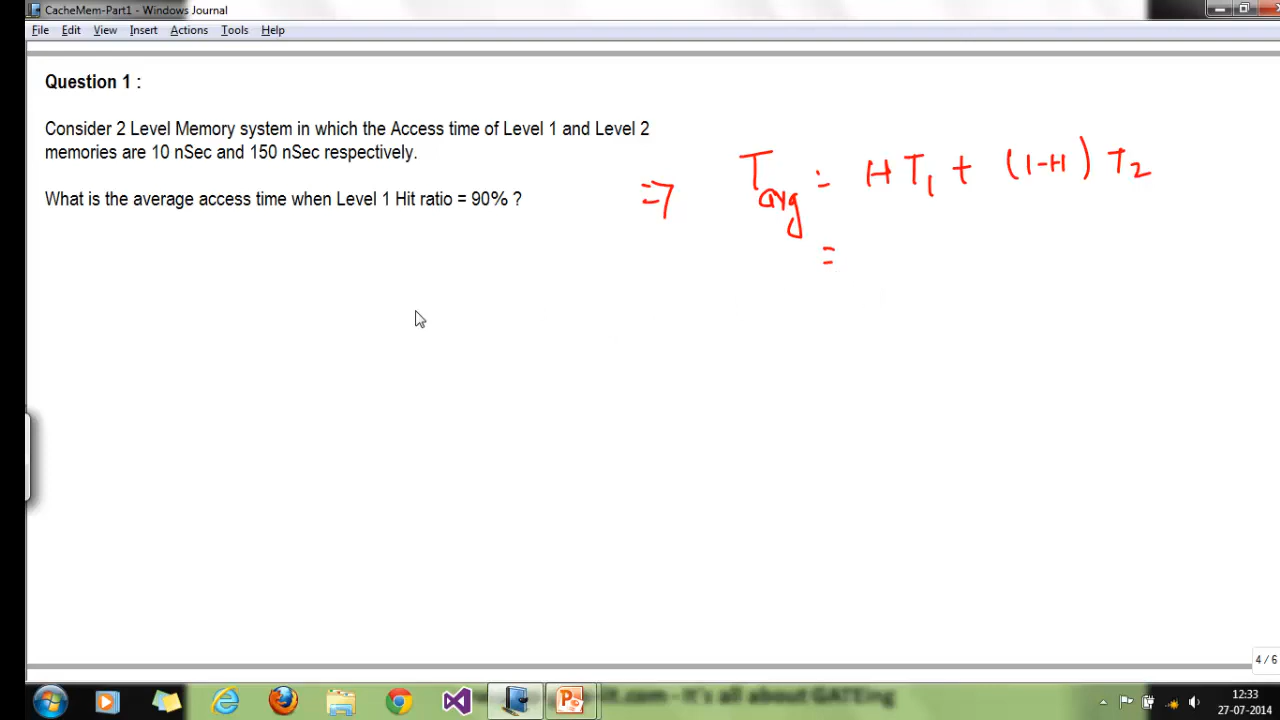 CacheMem-Part1 - Windows Journal
File Edit View Insert Actions Tools Help
Question 1 :
Consider 2 Level Memory system in which the Access time of Level 1 and Level 2
memories are 10 nSec and 150 nSec respectively.
What is the average access time when Level 1 Hit ratio = 90% ?
=> Tavg = HT1 + (1-H) T2
=
4 / 6
12:33
27-07-2014